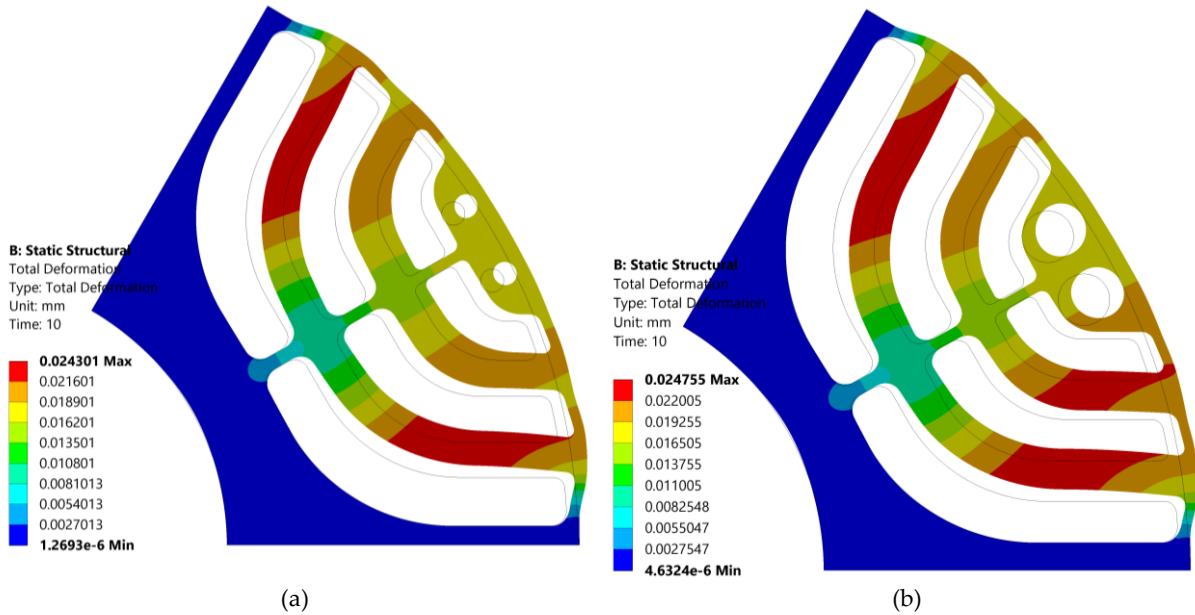 B: Static Structural
Total Deformation
Type: Total Deformation
Unit: mm
Time: 10
0.024301 Max
0.021601
0.018901
0.016201
0.013501
0.010801
0.0081013
0.0054013
0.0027013
1.2693e-6 Min
(a)
B: Static Structural
Total Deformation
Type: Total Deformation
Unit: mm
Time: 10
0.024755 Max
0.022005
0.019255
0.016505
0.013755
0.011005
0.0082548
0.0055047
0.0027547
4.6324e-6 Min
(b)